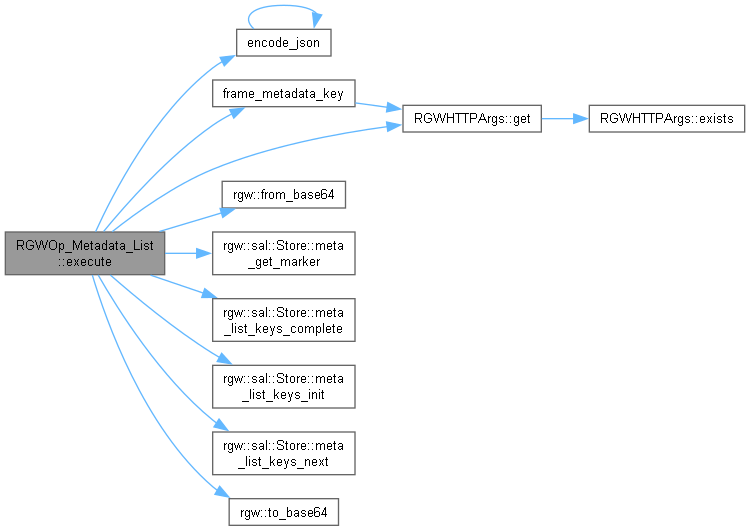 encode_json
frame_metadata_key
RGWHTTPArgs::get
RGWHTTPArgs::exists
rgw::from_base64
RGWOp_Metadata_List
::execute
rgw::sal::Store::meta
_get_marker
rgw::sal::Store::meta
_list_keys_complete
rgw::sal::Store::meta
_list_keys_init
rgw::sal::Store::meta
_list_keys_next
rgw::to_base64